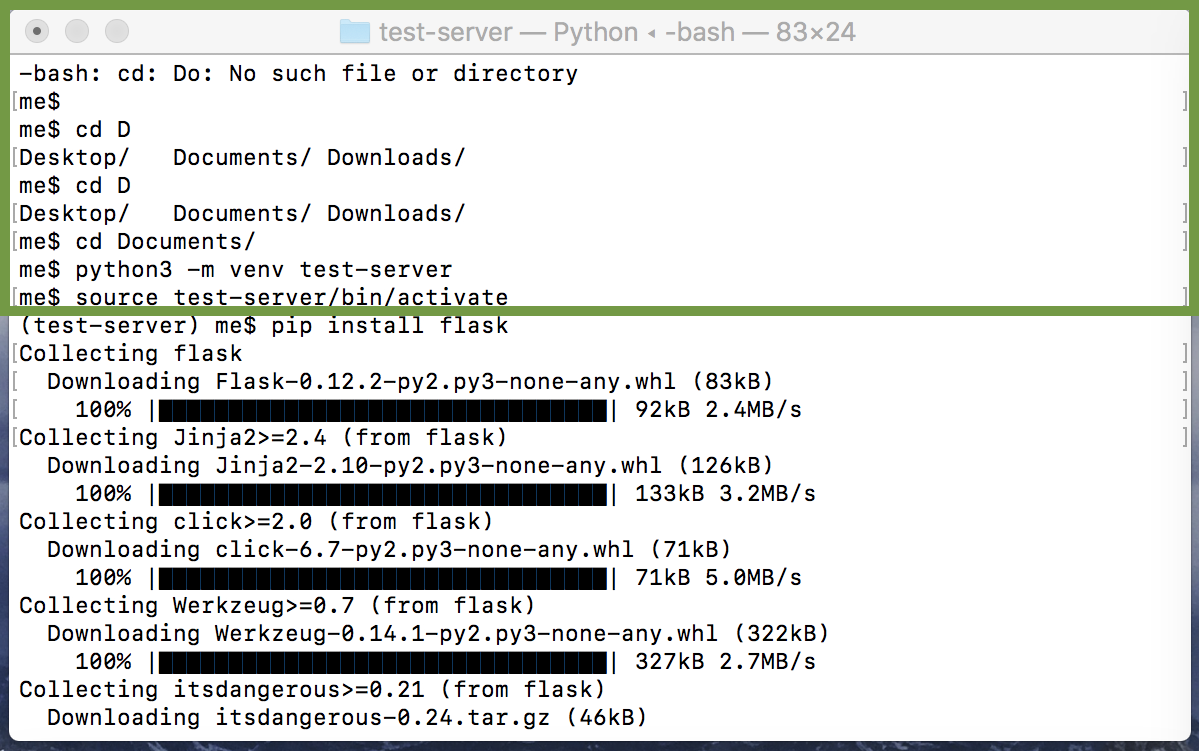 test-server — Python ◂ -bash — 83×24
-bash: cd: Do: No such file or directory
[me$ ]
me$ cd D
[Desktop/   Documents/ Downloads/ ]
me$ cd D
[Desktop/   Documents/ Downloads/ ]
[me$ cd Documents/ ]
me$ python3 -m venv test-server
[me$ source test-server/bin/activate ]
(test-server) me$ pip install flask
[Collecting flask ]
[  Downloading Flask-0.12.2-py2.py3-none-any.whl (83kB) ]
[    100% |████████████████████████████████| 92kB 2.4MB/s ]
[Collecting Jinja2>=2.4 (from flask) ]
  Downloading Jinja2-2.10-py2.py3-none-any.whl (126kB)
    100% |████████████████████████████████| 133kB 3.2MB/s
Collecting click>=2.0 (from flask)
  Downloading click-6.7-py2.py3-none-any.whl (71kB)
    100% |████████████████████████████████| 71kB 5.0MB/s
Collecting Werkzeug>=0.7 (from flask)
  Downloading Werkzeug-0.14.1-py2.py3-none-any.whl (322kB)
    100% |████████████████████████████████| 327kB 2.7MB/s
Collecting itsdangerous>=0.21 (from flask)
  Downloading itsdangerous-0.24.tar.gz (46kB)